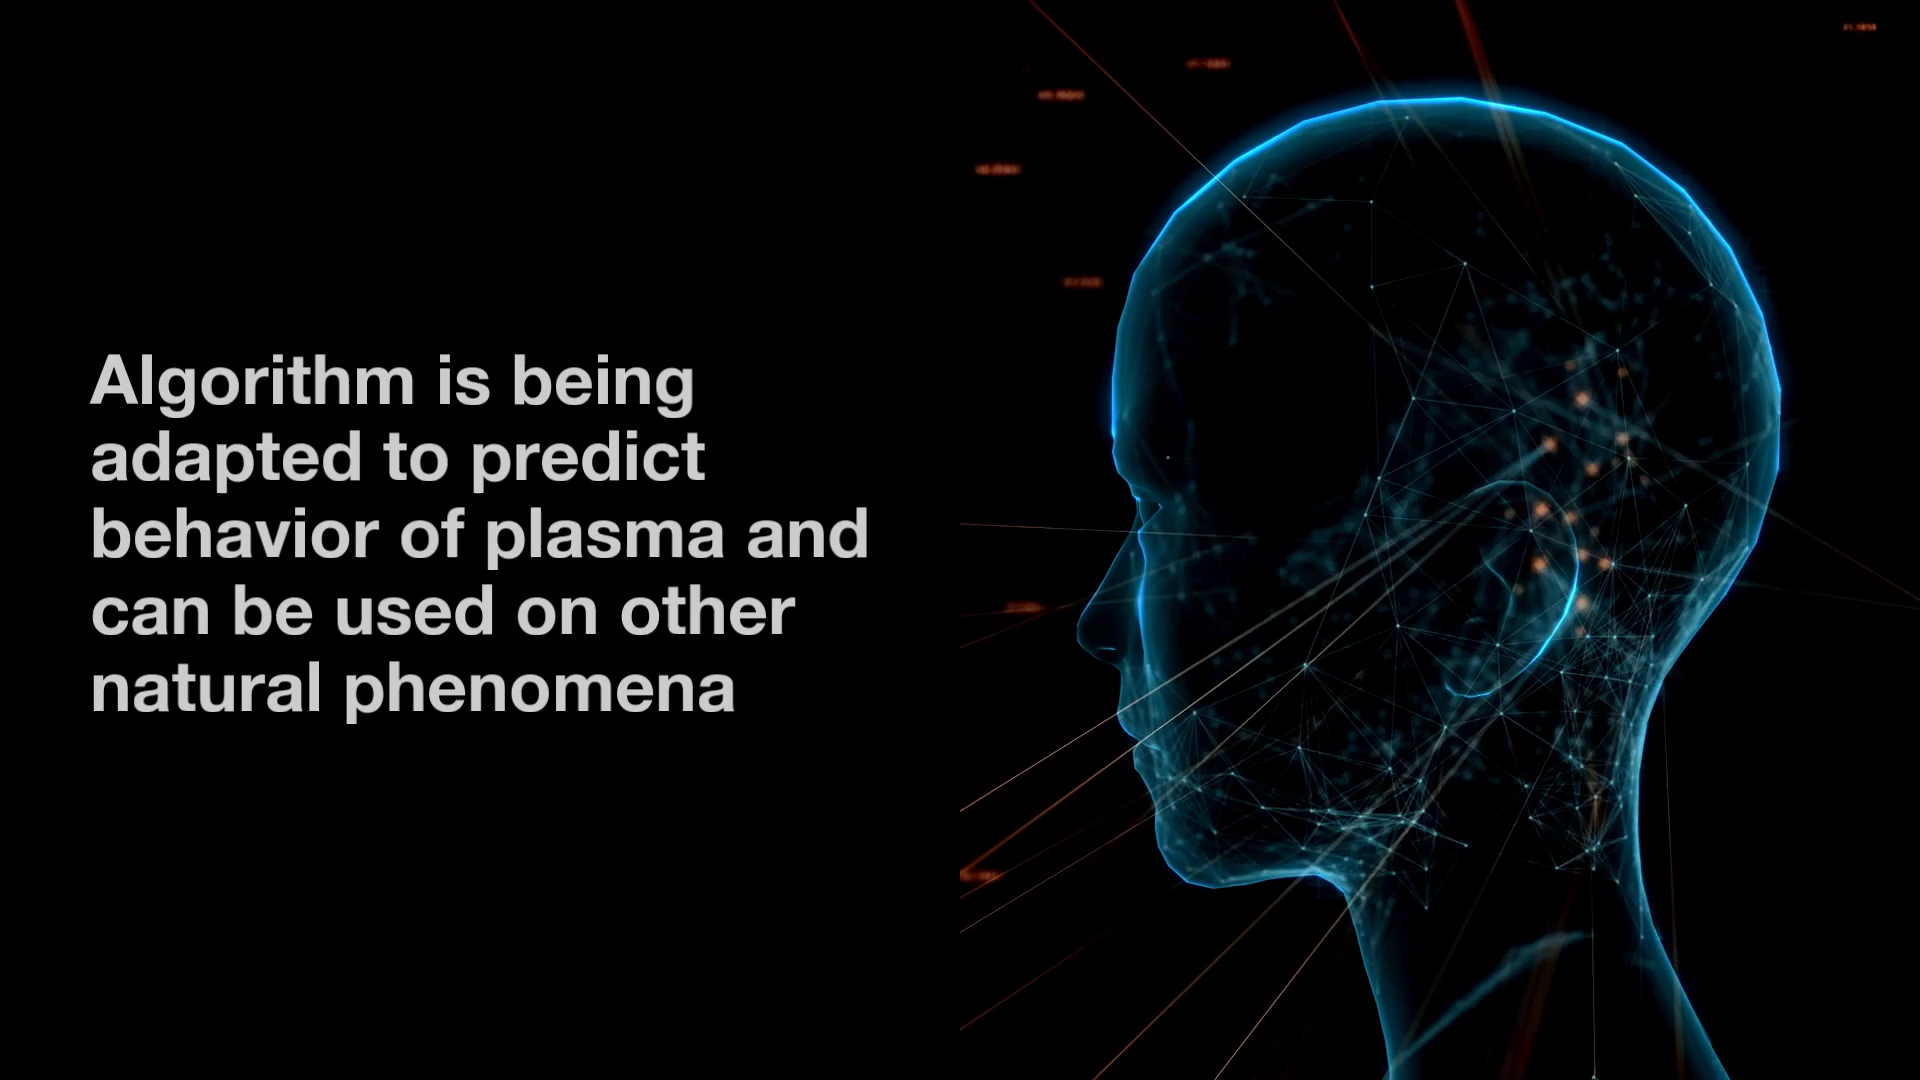 Algorithm is being
adapted to predict
behavior of plasma and
can be used on other
natural phenomena